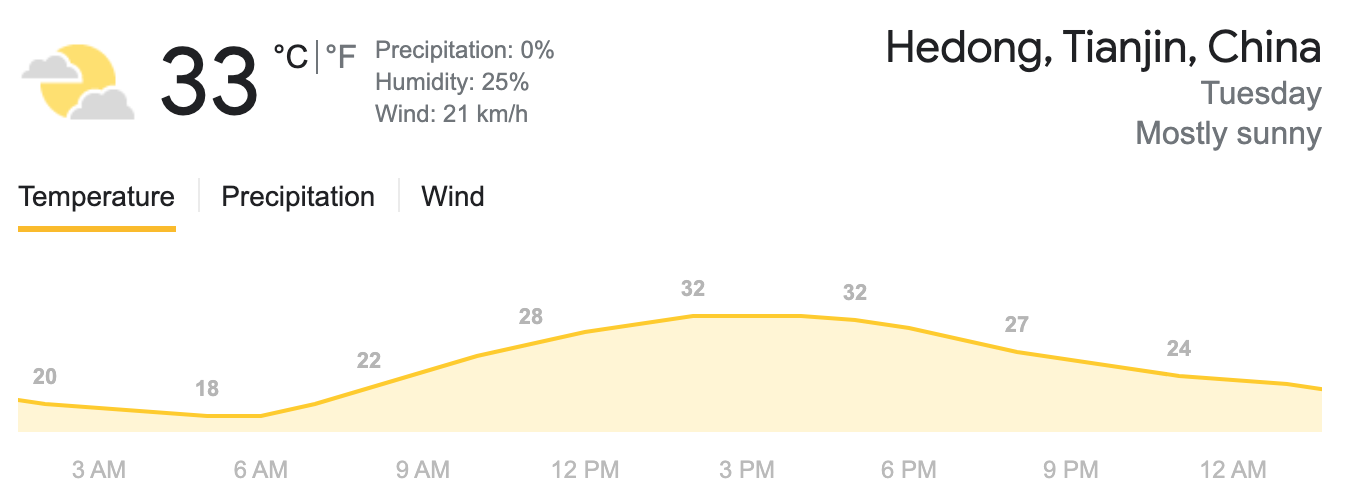 33 °C|°F
Precipitation: 0%
Humidity: 25%
Wind: 21 km/h
Hedong, Tianjin, China
Tuesday
Mostly sunny
Temperature | Precipitation | Wind
20 18 22 28 32 32 27 24
3 AM 6 AM 9 AM 12 PM 3 PM 6 PM 9 PM 12 AM